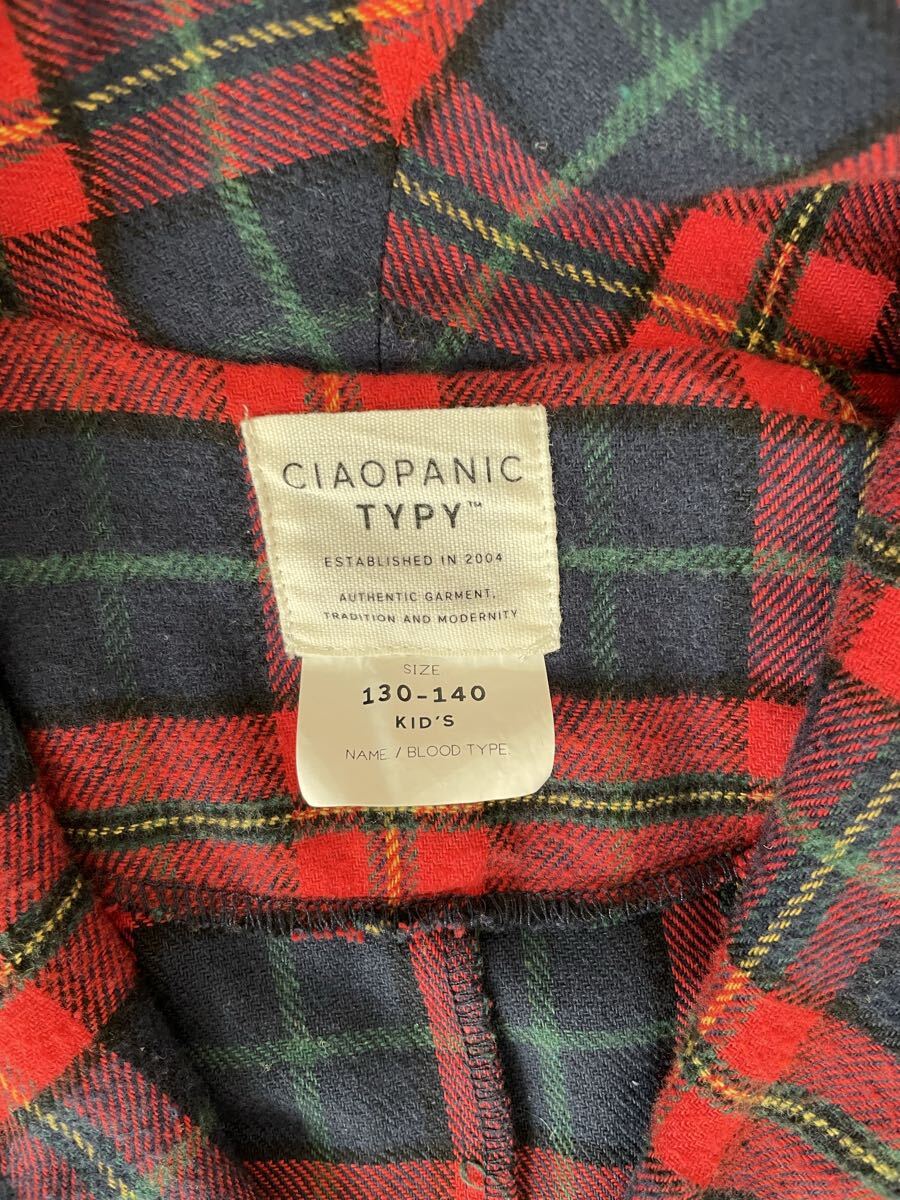 CIAOPANIC
TYPY™
ESTABLISHED IN 2004
AUTHENTIC GARMENT,
TRADITION AND MODERNITY
SIZE
130-140
KID'S
NAME. / BLOOD TYPE.